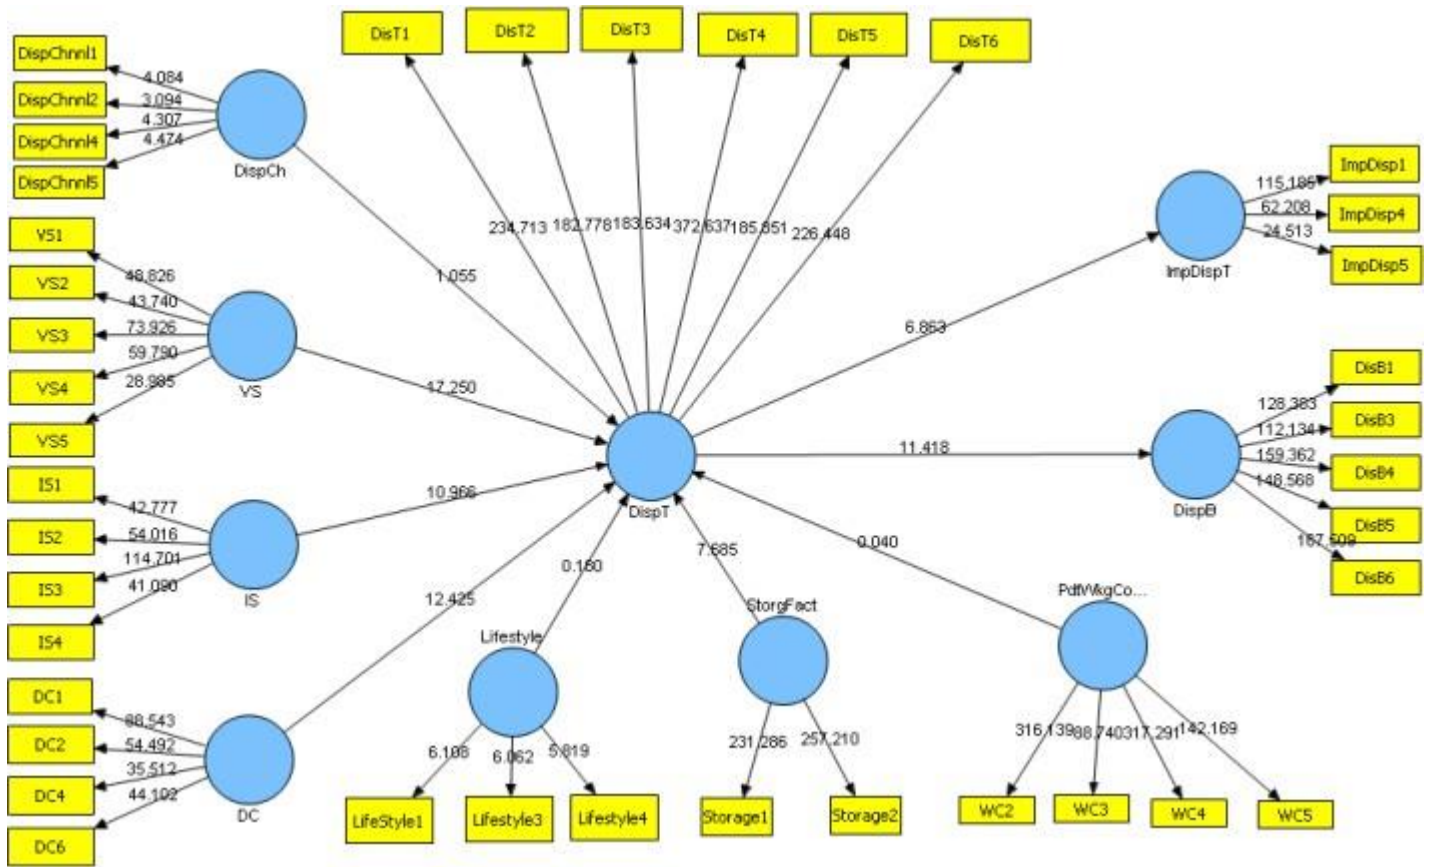 DispChnnl1
DispChnnl2
DispChnnl4
DispChnnl5
4.084
3.094
4.307
4.474
DispCh
DisT1
DisT2
DisT3
DisT4
DisT5
DisT6
234.713
182.778
183.634
372.637
185.851
226.448
1.055
VS1
VS2
VS3
VS4
VS5
48.826
43.740
73.926
59.790
28.985
VS
17.250
IS1
IS2
IS3
IS4
42.777
54.016
114.701
41.090
IS
10.966
DC1
DC2
DC4
DC6
88.543
54.492
35.512
44.102
DC
12.425
DispT
Lifestyle
0.180
6.108
6.062
5.819
LifeStyle1
Lifestyle3
Lifestyle4
StorgFact
7.685
231.286
257.210
Storage1
Storage2
PdtWkgCo...
0.040
316.139
88.740
317.291
142.169
WC2
WC3
WC4
WC5
6.863
ImpDispT
115.185
62.208
24.513
ImpDisp1
ImpDisp4
ImpDisp5
11.418
DispB
128.383
112.134
159.362
148.568
167.509
DisB1
DisB3
DisB4
DisB5
DisB6